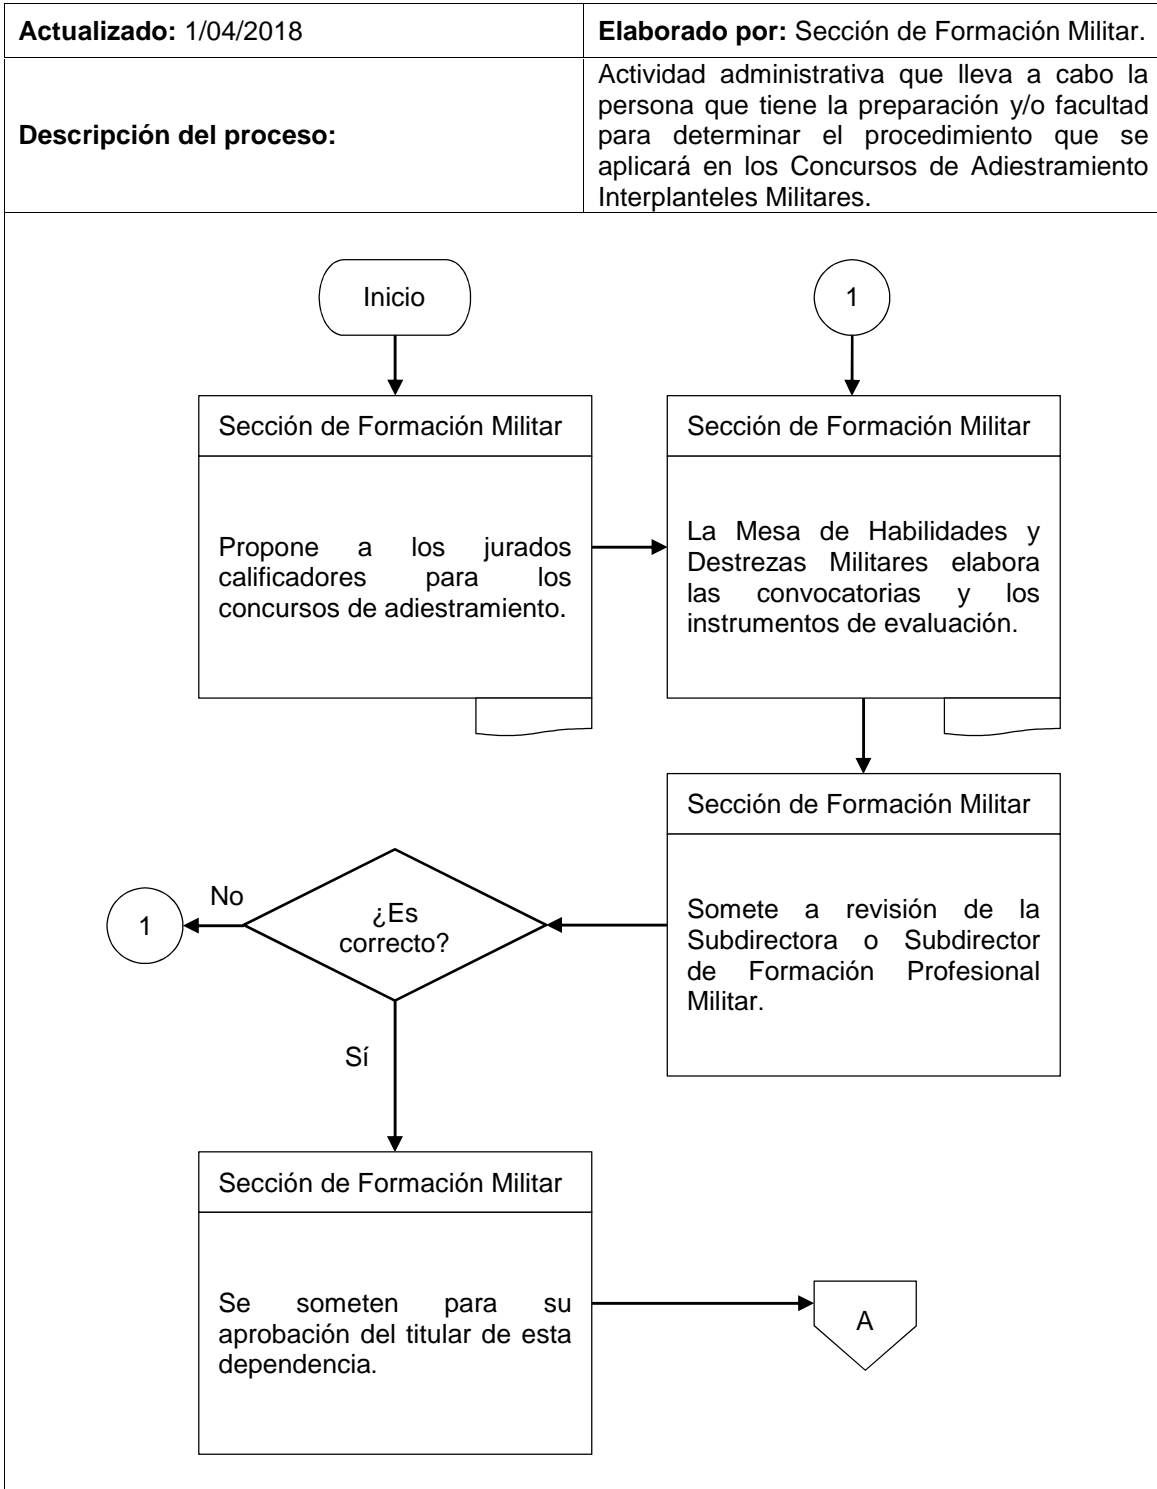 Actualizado: 1/04/2018
Elaborado por: Sección de Formación Militar.
Descripción del proceso:
Actividad administrativa que lleva a cabo la
persona que tiene la preparación y/o facultad
para determinar el procedimiento que se
aplicará en los Concursos de Adiestramiento
Interplanteles Militares.
Inicio
1
Sección de Formación Militar
Propone a los jurados
calificadores para los
concursos de adiestramiento.
Sección de Formación Militar
La Mesa de Habilidades y
Destrezas Militares elabora
las convocatorias y los
instrumentos de evaluación.
Sección de Formación Militar
Somete a revisión de la
Subdirectora o Subdirector
de Formación Profesional
Militar.
¿Es
correcto?
No
1
Sí
Sección de Formación Militar
Se someten para su
aprobación del titular de esta
dependencia.
A